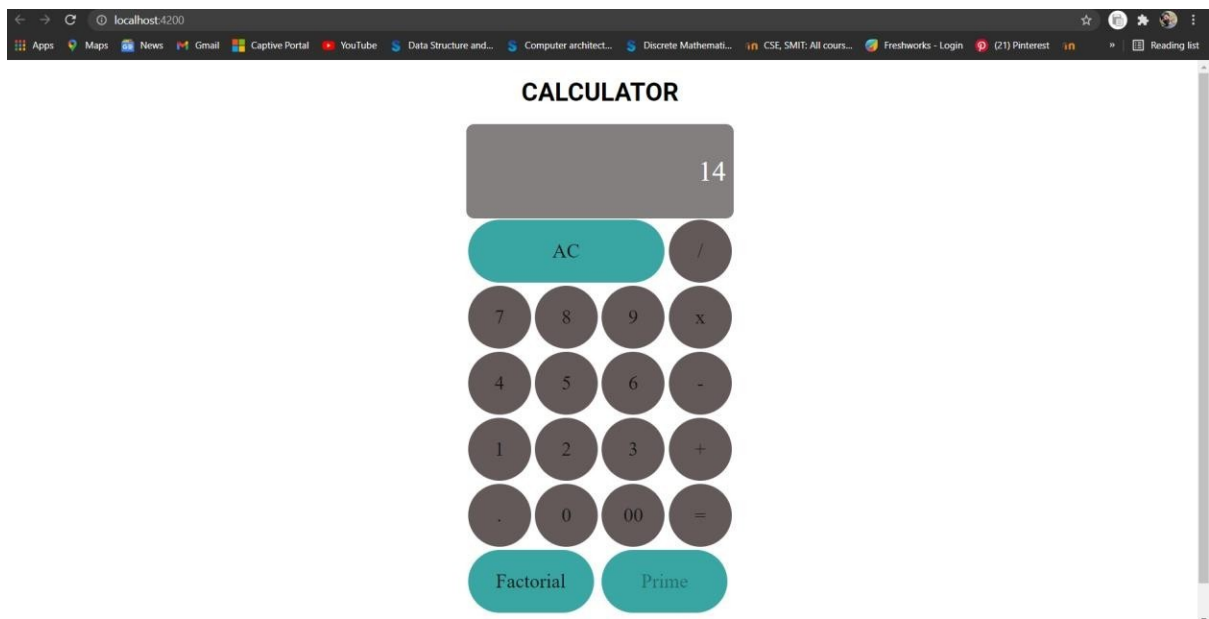 localhost:4200
Apps Maps News Gmail Captive Portal YouTube Data Structure and... Computer architect... Discrete Mathemati... CSE, SMIT: All cours... Freshworks - Login (21) Pinterest » Reading list
CALCULATOR
14
AC /
7 8 9 x
4 5 6 -
1 2 3 +
. 0 00 =
Factorial Prime